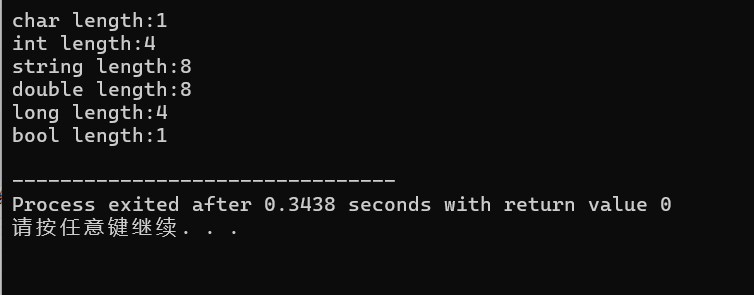 char length:1
int length:4
string length:8
double length:8
long length:4
bool length:1
--------------------------------
Process exited after 0.3438 seconds with return value 0
请按任意键继续. . .